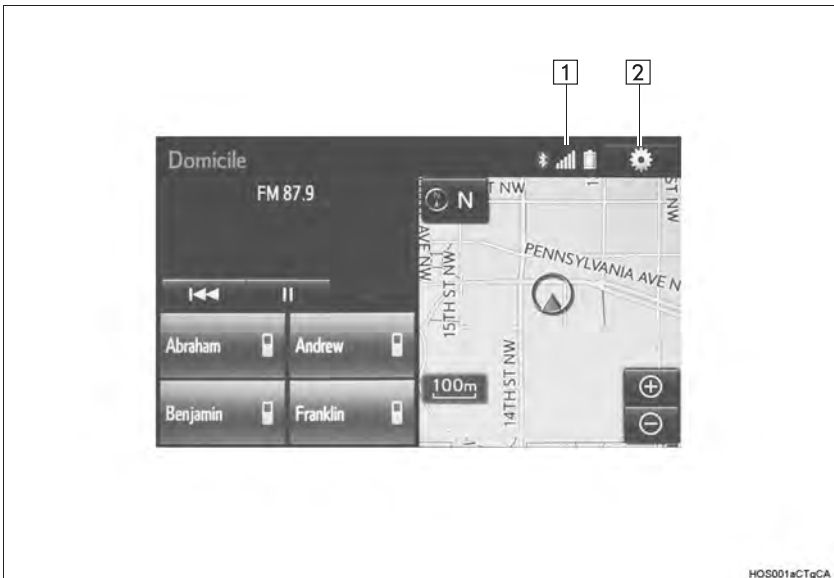 1 2
Domicile
FM 87.9
Abraham Andrew
Benjamin Franklin
N
T NW
ST NW
AVE NW
PENNSYLVANIA AVE N
15TH ST NW
14TH ST NW
100m
HOS001aCTgCA